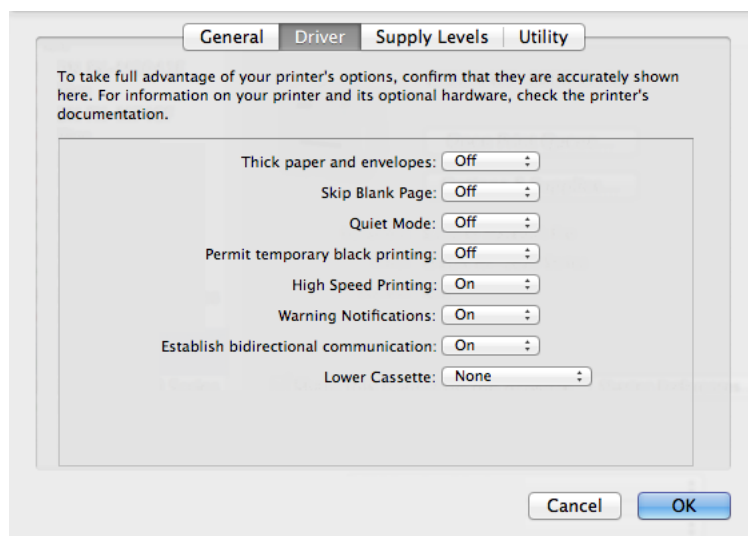 General Driver Supply Levels Utility
To take full advantage of your printer's options, confirm that they are accurately shown
here. For information on your printer and its optional hardware, check the printer's
documentation.
Thick paper and envelopes: Off
Skip Blank Page: Off
Quiet Mode: Off
Permit temporary black printing: Off
High Speed Printing: On
Warning Notifications: On
Establish bidirectional communication: On
Lower Cassette: None
Cancel OK